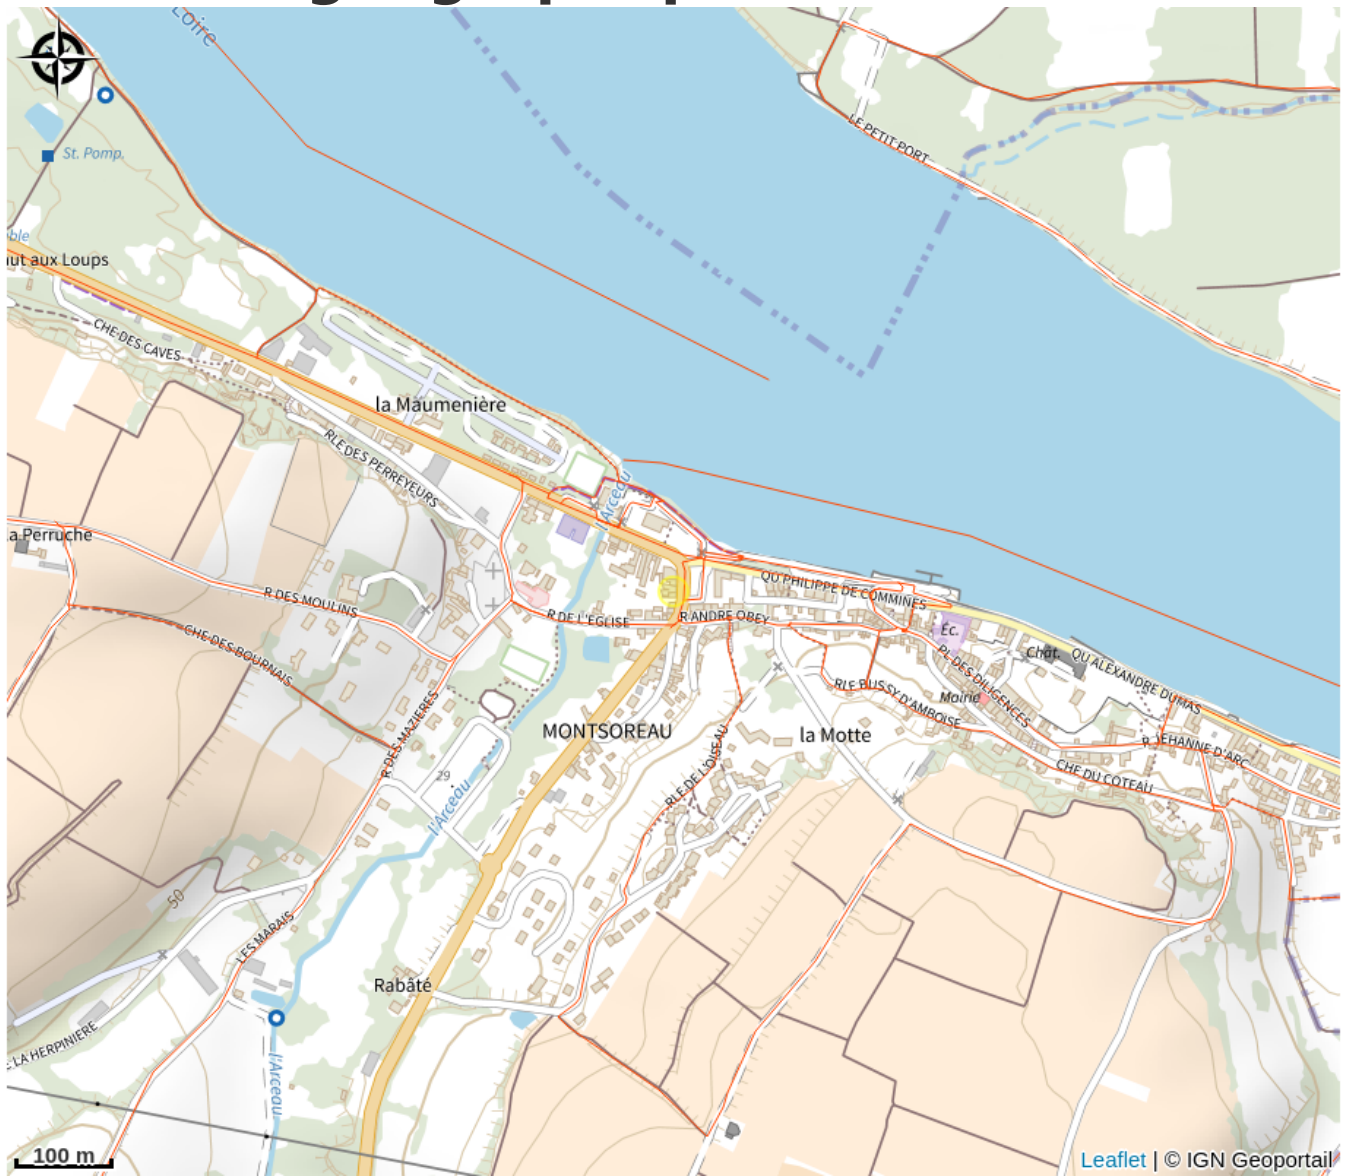 Loire
St. Pomp.
ble
aut aux Loups
LE PETIT PORT
CHE DES CAVES
la Maumenière
RLE DES PERREYEURS
l'Arceau
a Perruche
R DES MOULINS
CHE DES BOURNAIS
R DE L'EGLISE
R ANDRE OBEY
QU PHILIPPE DE COMMINES
Éc.
Chât.
QU ALEXANDRE DUMAS
PL DES DILIGENCES
Mairie
RLE BUSSY D'AMBOISE
R JEHANNE D'ARC
CHE DU COTEAU
MONTSOREAU
la Motte
R DES MAZIERES
RLE DE L'OISEAU
29
l'Arceau
50
LES MARAIS
Rabâté
LA HERPINIERE
l'Arceau
100 m
Leaflet | © IGN Geoportail